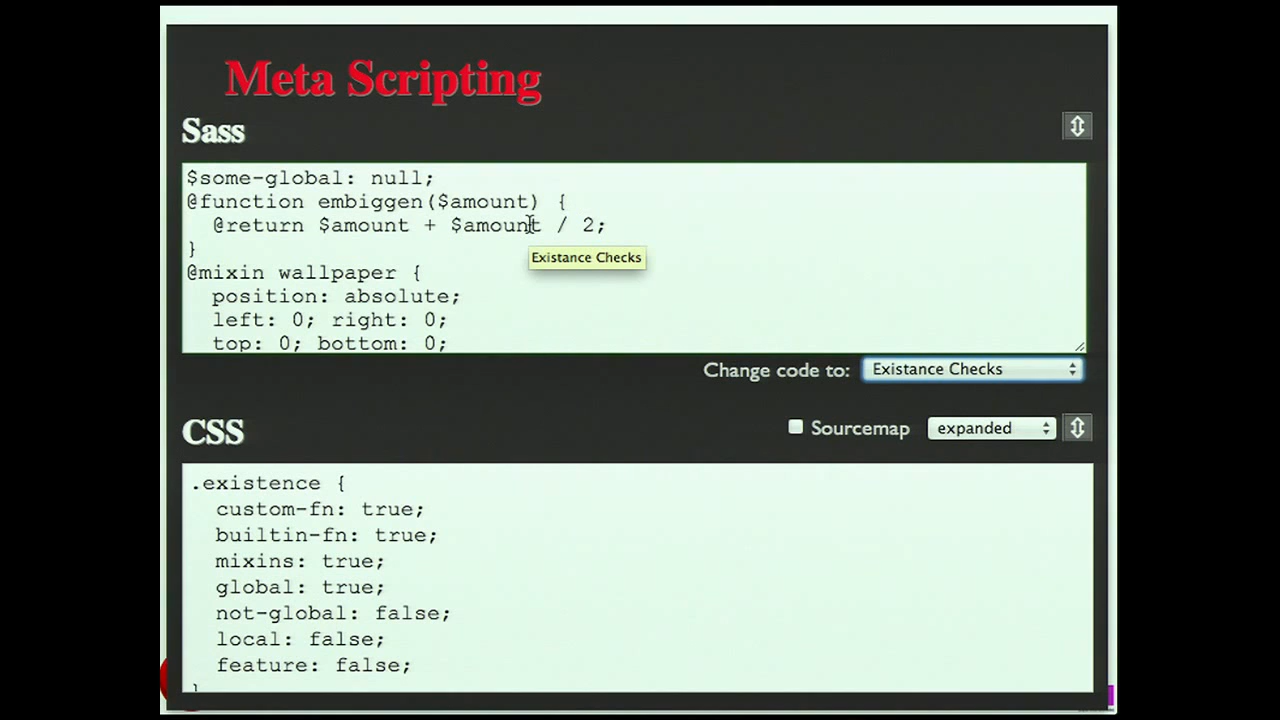 Meta Scripting
Sass
$some-global: null;
@function embiggen($amount) {
@return $amount + $amount / 2;
}
Existance Checks
@mixin wallpaper {
position: absolute;
left: 0; right: 0;
top: 0; bottom: 0;
Change code to: Existance Checks
CSS
Sourcemap expanded
.existence {
custom-fn: true;
builtin-fn: true;
mixins: true;
global: true;
not-global: false;
local: false;
feature: false;
}